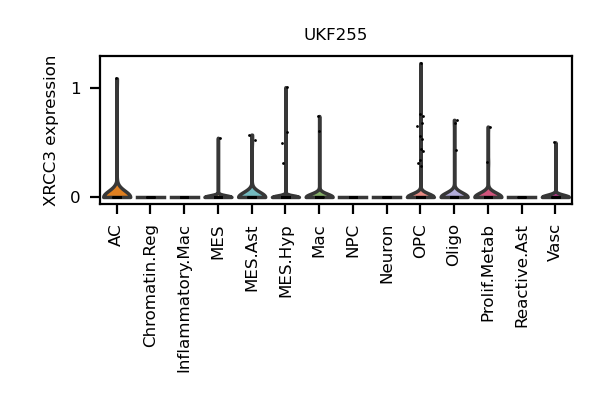 UKF255
XRCC3 expression
1
0
AC
Chromatin.Reg
Inflammatory.Mac
MES
MES.Ast
MES.Hyp
Mac
NPC
Neuron
OPC
Oligo
Prolif.Metab
Reactive.Ast
Vasc